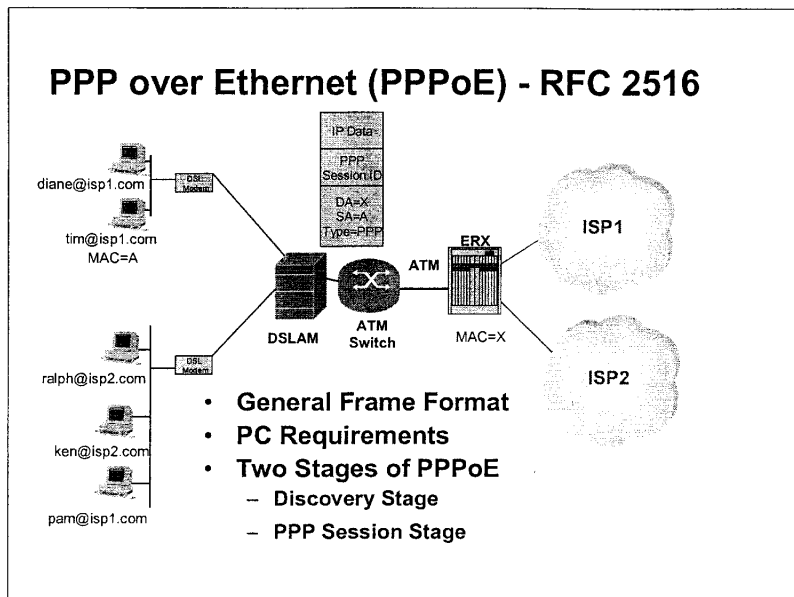 PPP over Ethernet (PPPoE) - RFC 2516
IP Data
PPP
Session ID
DA=X
SA=A
Type=PPP
diane@isp1.com
DSL
Modem
tim@isp1.com
MAC=A
DSLAM
ATM
Switch
ATM
ERX
MAC=X
ISP1
ISP2
ralph@isp2.com
DSL
Modem
ken@isp2.com
pam@isp1.com
• General Frame Format
• PC Requirements
• Two Stages of PPPoE
– Discovery Stage
– PPP Session Stage